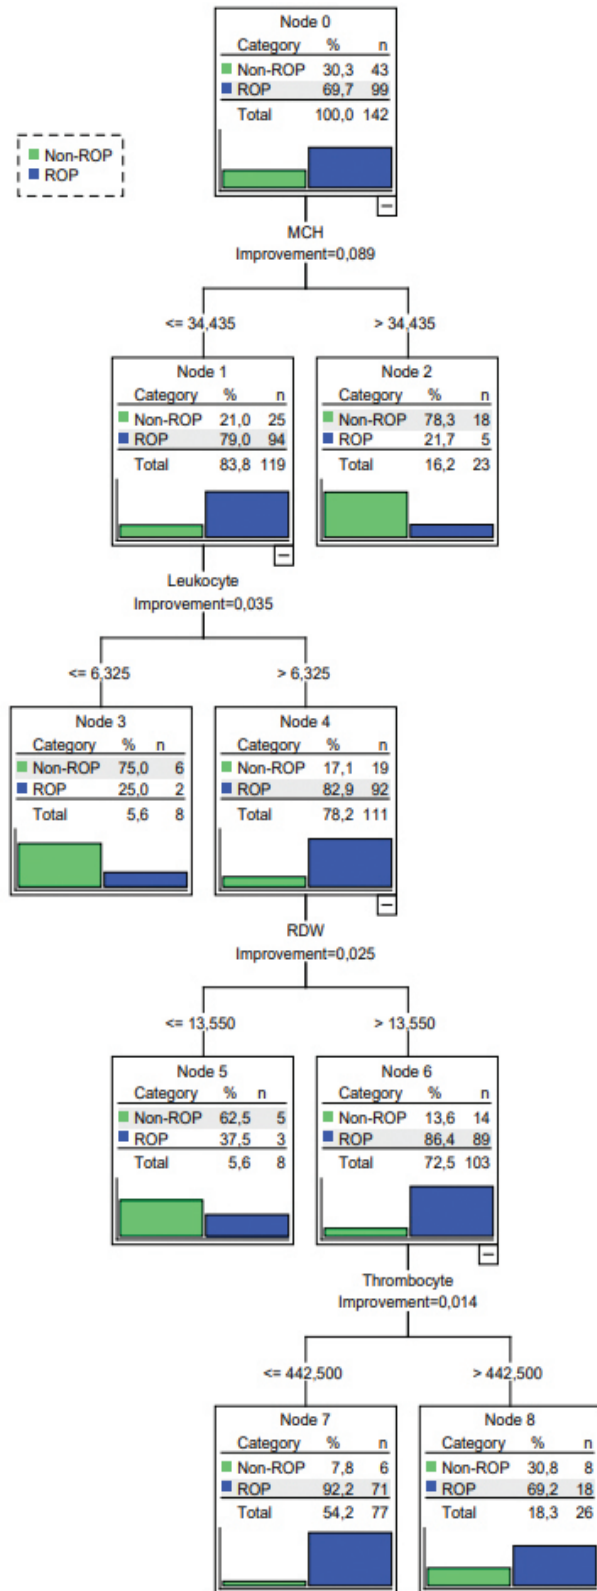 Node 0
Category % n
Non-ROP 30,3 43
ROP 69,7 99
Total 100,0 142
Non-ROP
ROP
MCH
Improvement=0,089
<= 34,435 > 34,435
Node 1
Category % n
Non-ROP 21,0 25
ROP 79,0 94
Total 83,8 119
Node 2
Category % n
Non-ROP 78,3 18
ROP 21,7 5
Total 16,2 23
Leukocyte
Improvement=0,035
<= 6,325 > 6,325
Node 3
Category % n
Non-ROP 75,0 6
ROP 25,0 2
Total 5,6 8
Node 4
Category % n
Non-ROP 17,1 19
ROP 82,9 92
Total 78,2 111
RDW
Improvement=0,025
<= 13,550 > 13,550
Node 5
Category % n
Non-ROP 62,5 5
ROP 37,5 3
Total 5,6 8
Node 6
Category % n
Non-ROP 13,6 14
ROP 86,4 89
Total 72,5 103
Thrombocyte
Improvement=0,014
<= 442,500 > 442,500
Node 7
Category % n
Non-ROP 7,8 6
ROP 92,2 71
Total 54,2 77
Node 8
Category % n
Non-ROP 30,8 8
ROP 69,2 18
Total 18,3 26